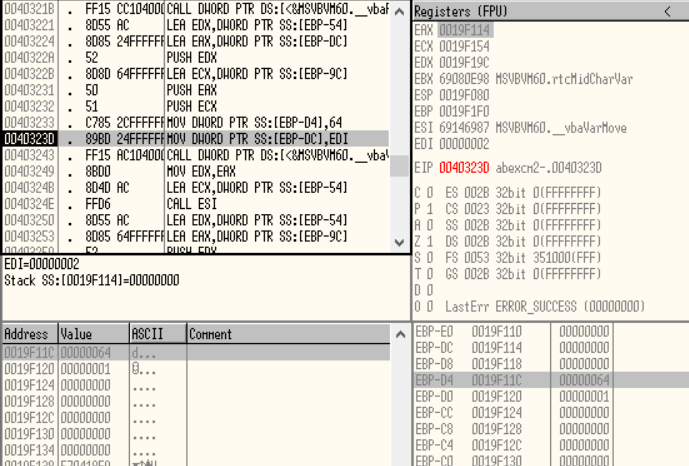 0040321B . FF15 CC104000 CALL DWORD PTR DS:[<&MSVBVM60.__vbaF
00403221 . 8D55 AC LEA EDX,DWORD PTR SS:[EBP-54]
00403224 . 8D85 24FFFFFF LEA EAX,DWORD PTR SS:[EBP-DC]
0040322A . 52 PUSH EDX
0040322B . 8D8D 64FFFFFF LEA ECX,DWORD PTR SS:[EBP-9C]
00403231 . 50 PUSH EAX
00403232 . 51 PUSH ECX
00403233 . C785 2CFFFFFF MOV DWORD PTR SS:[EBP-D4],64
0040323D . 89BD 24FFFFFF MOV DWORD PTR SS:[EBP-DC],EDI
00403243 . FF15 AC104000 CALL DWORD PTR DS:[<&MSVBVM60.__vbaV
00403249 . 8BD0 MOV EDX,EAX
0040324B . 8D4D AC LEA ECX,DWORD PTR SS:[EBP-54]
0040324E . FFD6 CALL ESI
00403250 . 8D55 AC LEA EDX,DWORD PTR SS:[EBP-54]
00403253 . 8D85 64FFFFFF LEA EAX,DWORD PTR SS:[EBP-9C]
EDI=00000002
Stack SS:[0019F114]=00000000
Registers (FPU) <
EAX 0019F114
ECX 0019F154
EDX 0019F19C
EBX 69080E98 MSVBVM60.rtcMidCharVar
ESP 0019F080
EBP 0019F1F0
ESI 69146987 MSVBVM60.__vbaVarMove
EDI 00000002
EIP 0040323D abexcm2-.0040323D
C 0 ES 002B 32bit 0(FFFFFFFF)
P 1 CS 0023 32bit 0(FFFFFFFF)
A 0 SS 002B 32bit 0(FFFFFFFF)
Z 1 DS 002B 32bit 0(FFFFFFFF)
S 0 FS 0053 32bit 351000(FFF)
T 0 GS 002B 32bit 0(FFFFFFFF)
D 0
O 0 LastErr ERROR_SUCCESS (00000000)
Address Value ASCII Comment
0019F11C 00000064 d...
0019F120 00000001 ...
0019F124 00000000 ....
0019F128 00000000 ....
0019F12C 00000000 ....
0019F130 00000000 ....
0019F134 00000000 ....
EBP-E0 0019F110 00000000
EBP-DC 0019F114 00000000
EBP-D8 0019F118 00000000
EBP-D4 0019F11C 00000064
EBP-D0 0019F120 00000001
EBP-CC 0019F124 00000000
EBP-C8 0019F128 00000000
EBP-C4 0019F12C 00000000
EBP-C0 0019F130 00000000